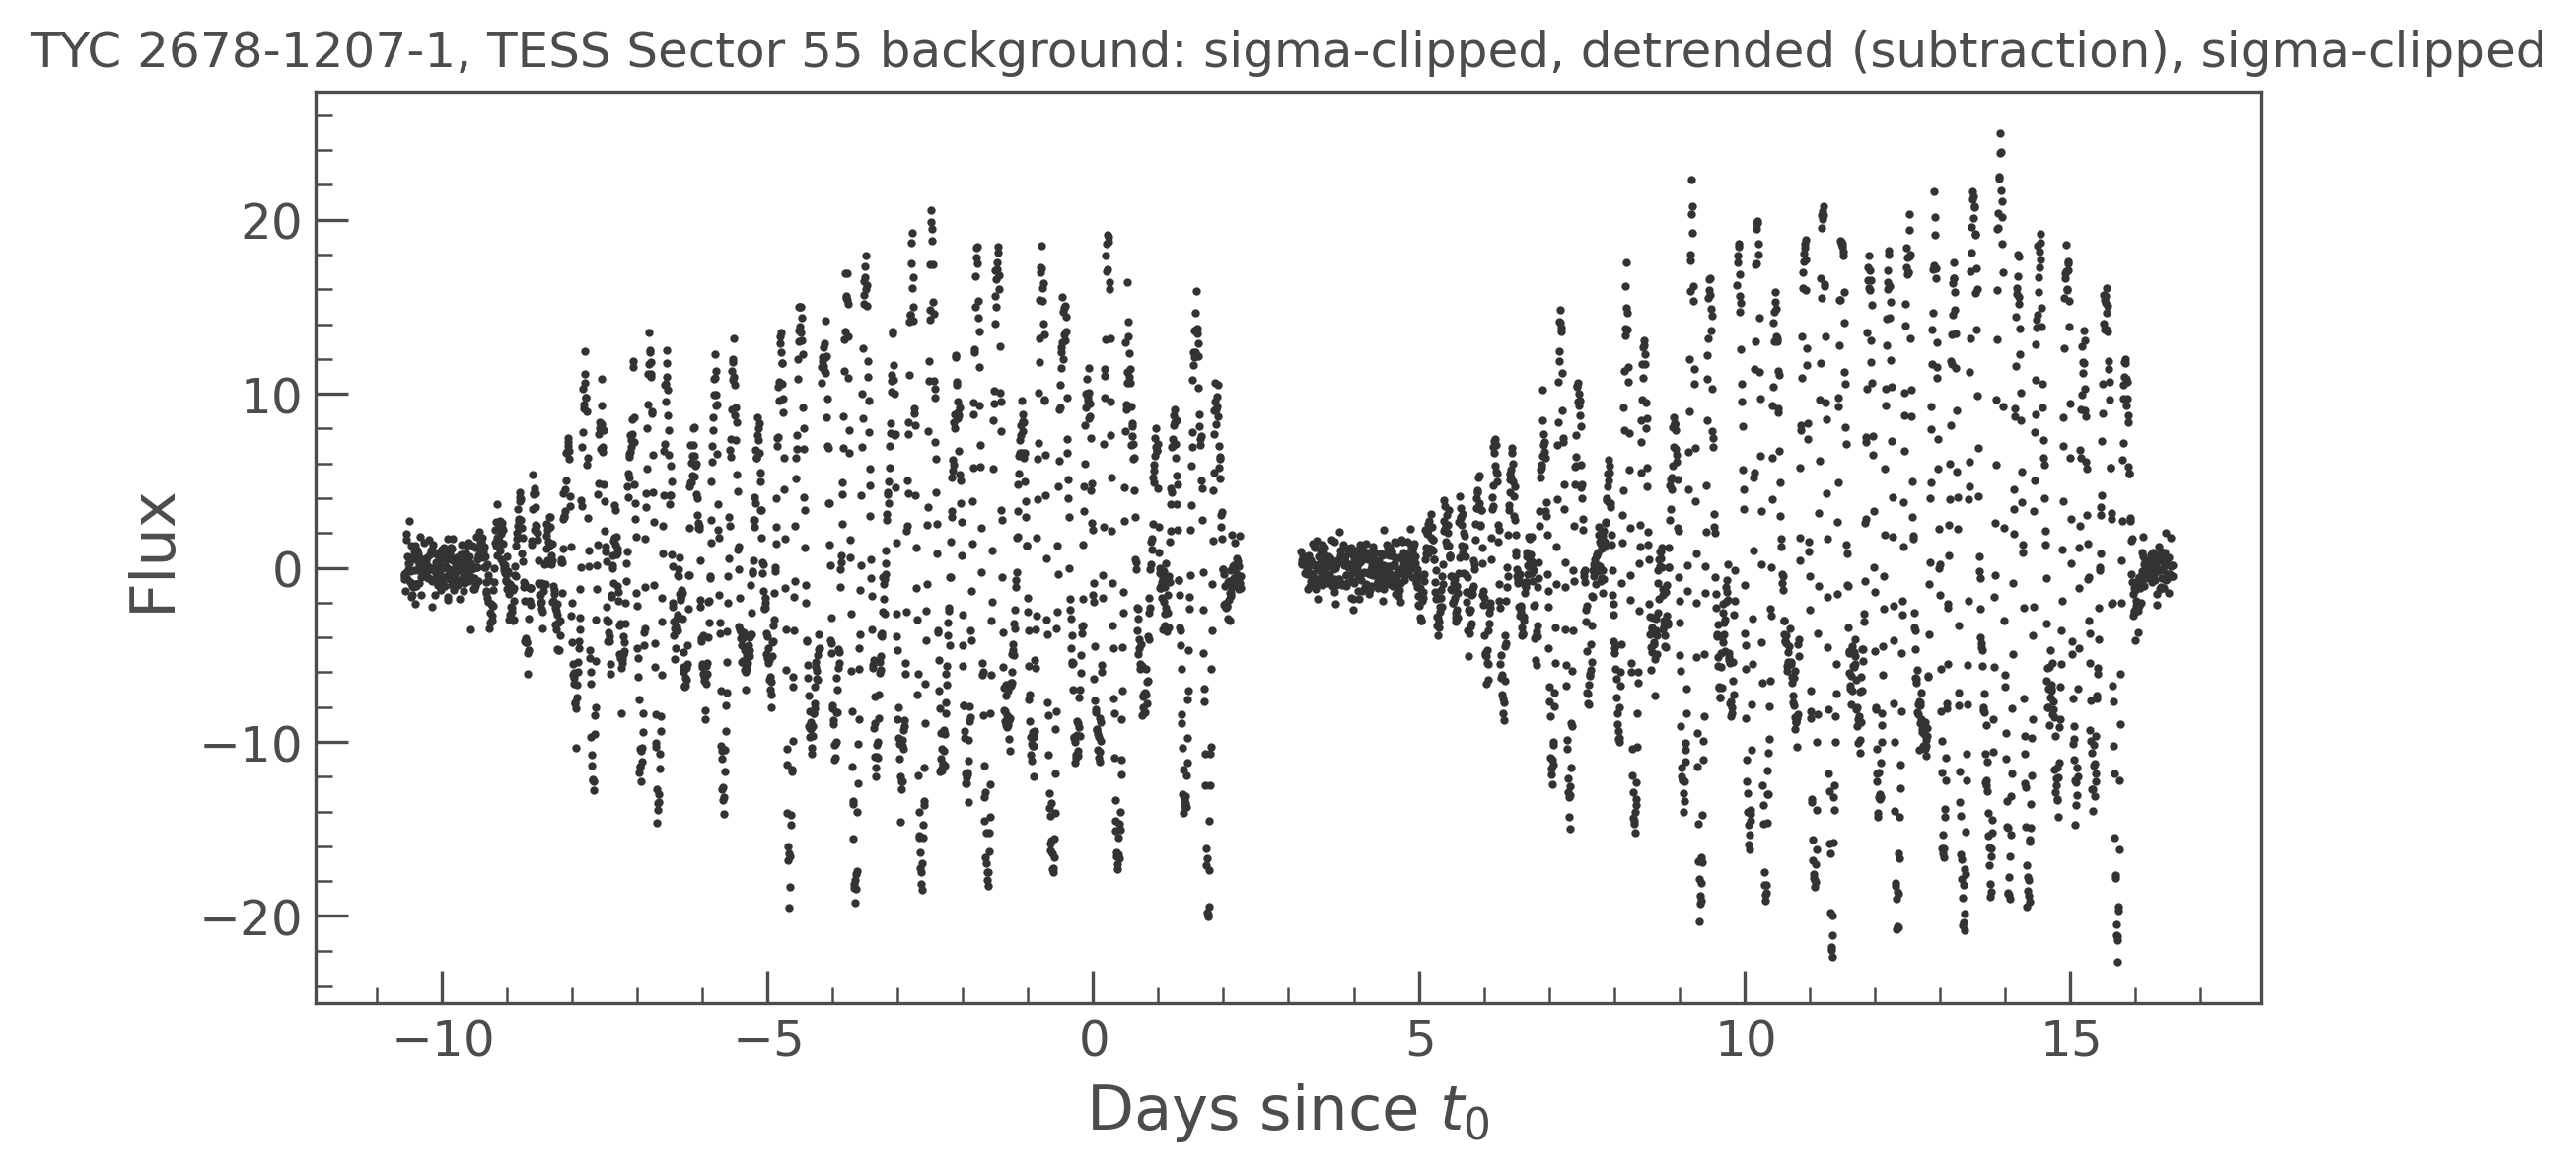 TYC 2678-1207-1, TESS Sector 55 background: sigma-clipped, detrended (subtraction), sigma-clipped
Flux
20
10
0
−10
−20
−10 −5 0 5 10 15
Days since t₀